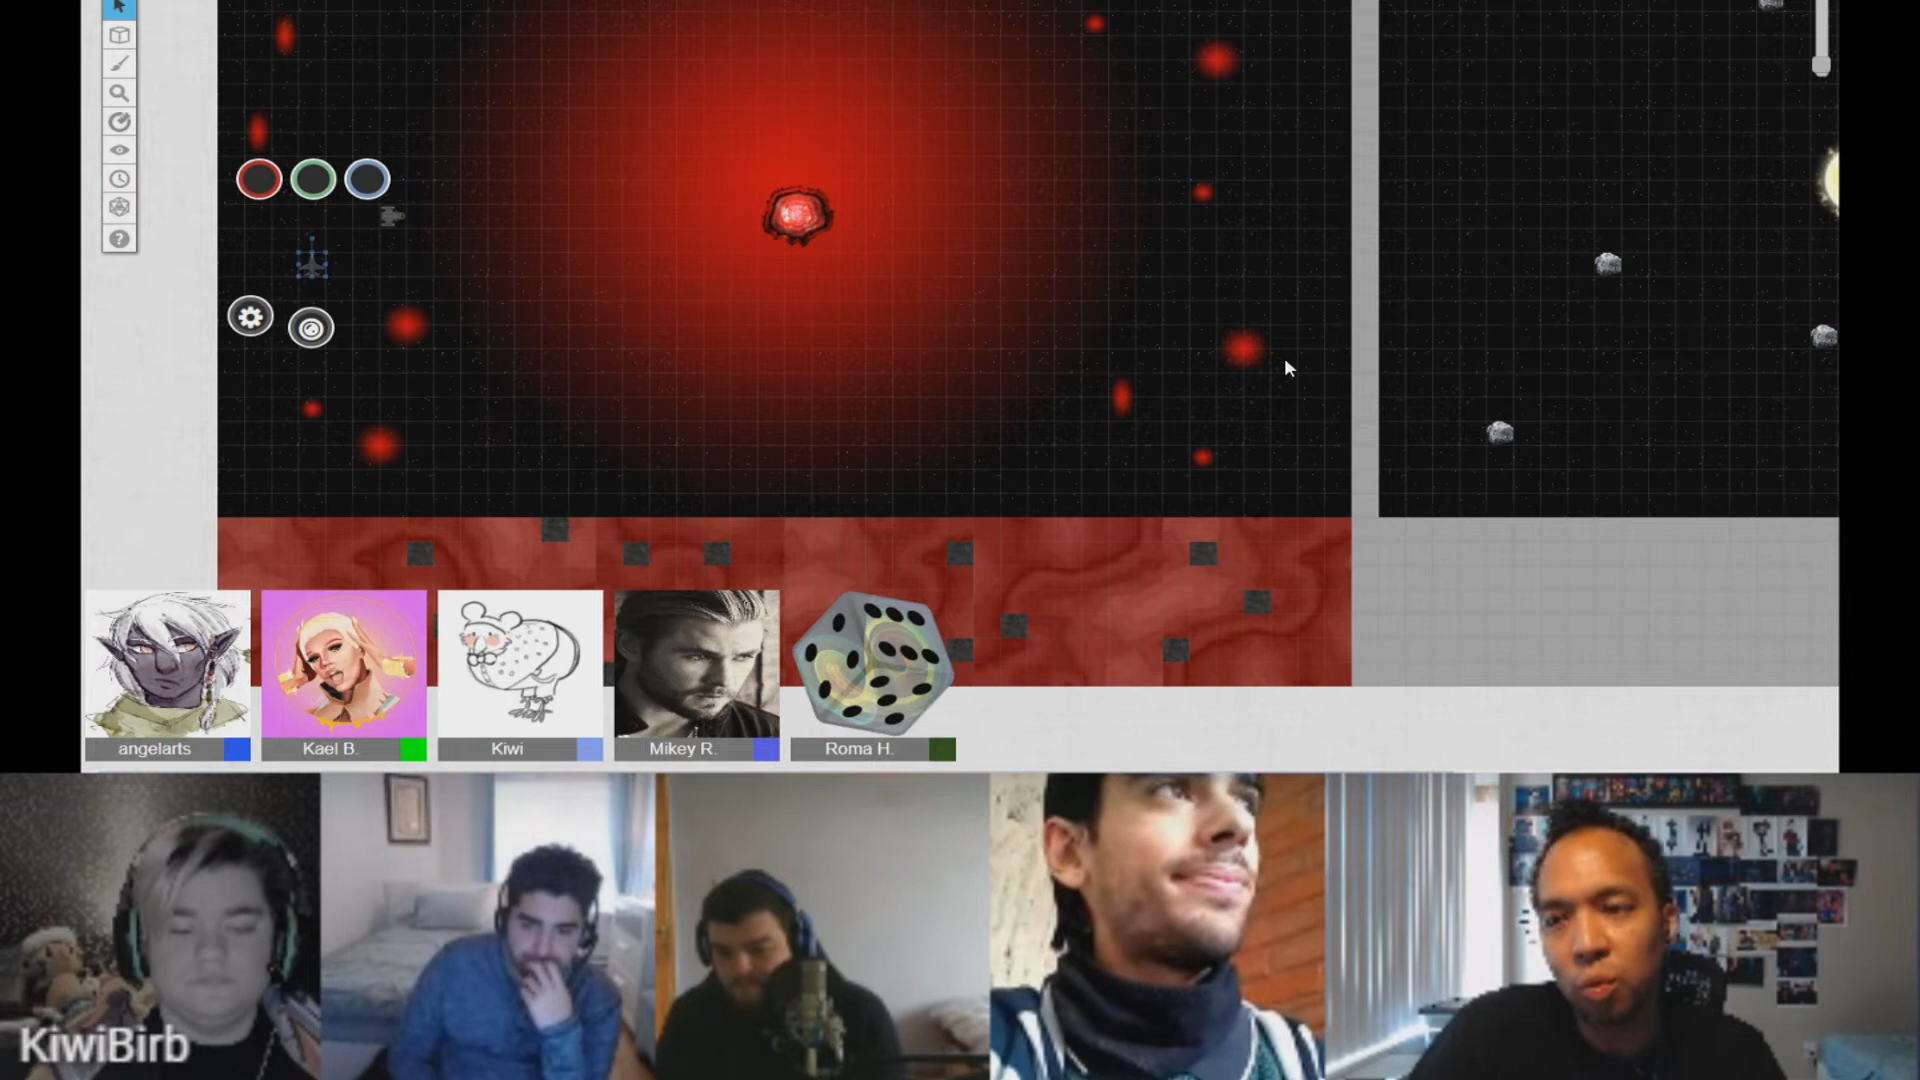 ?
angelarts
Kael B.
Kiwi
Mikey R.
Roma H.
KiwiBirb